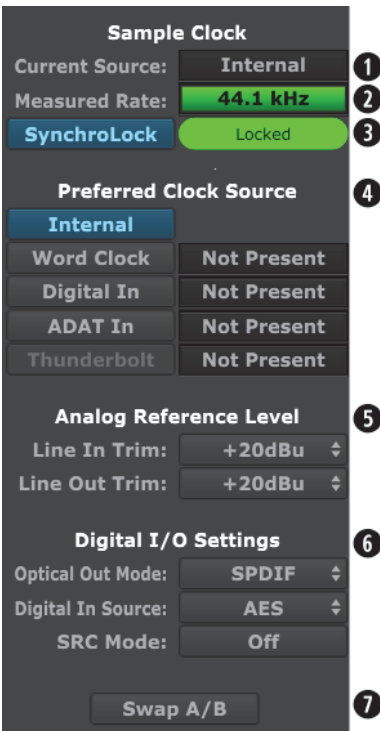 Sample Clock
Current Source: Internal 1
Measured Rate: 44.1 kHz 2
SynchroLock Locked 3
Preferred Clock Source 4
Internal
Word Clock Not Present
Digital In Not Present
ADAT In Not Present
Thunderbolt Not Present
Analog Reference Level 5
Line In Trim: +20dBu
Line Out Trim: +20dBu
Digital I/O Settings 6
Optical Out Mode: SPDIF
Digital In Source: AES
SRC Mode: Off
Swap A/B 7